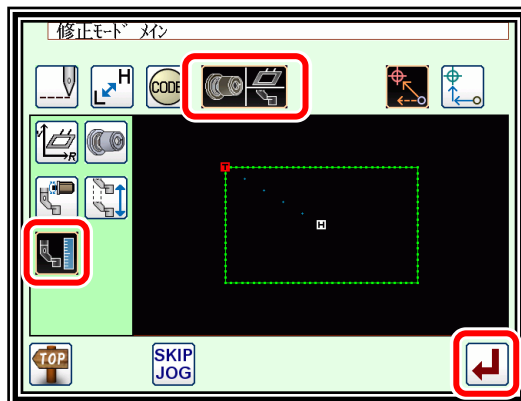 修正ﾓｰﾄﾞ ﾒｲﾝ
H
CODE
V
R
T
H
TOP
SKIP
JOG